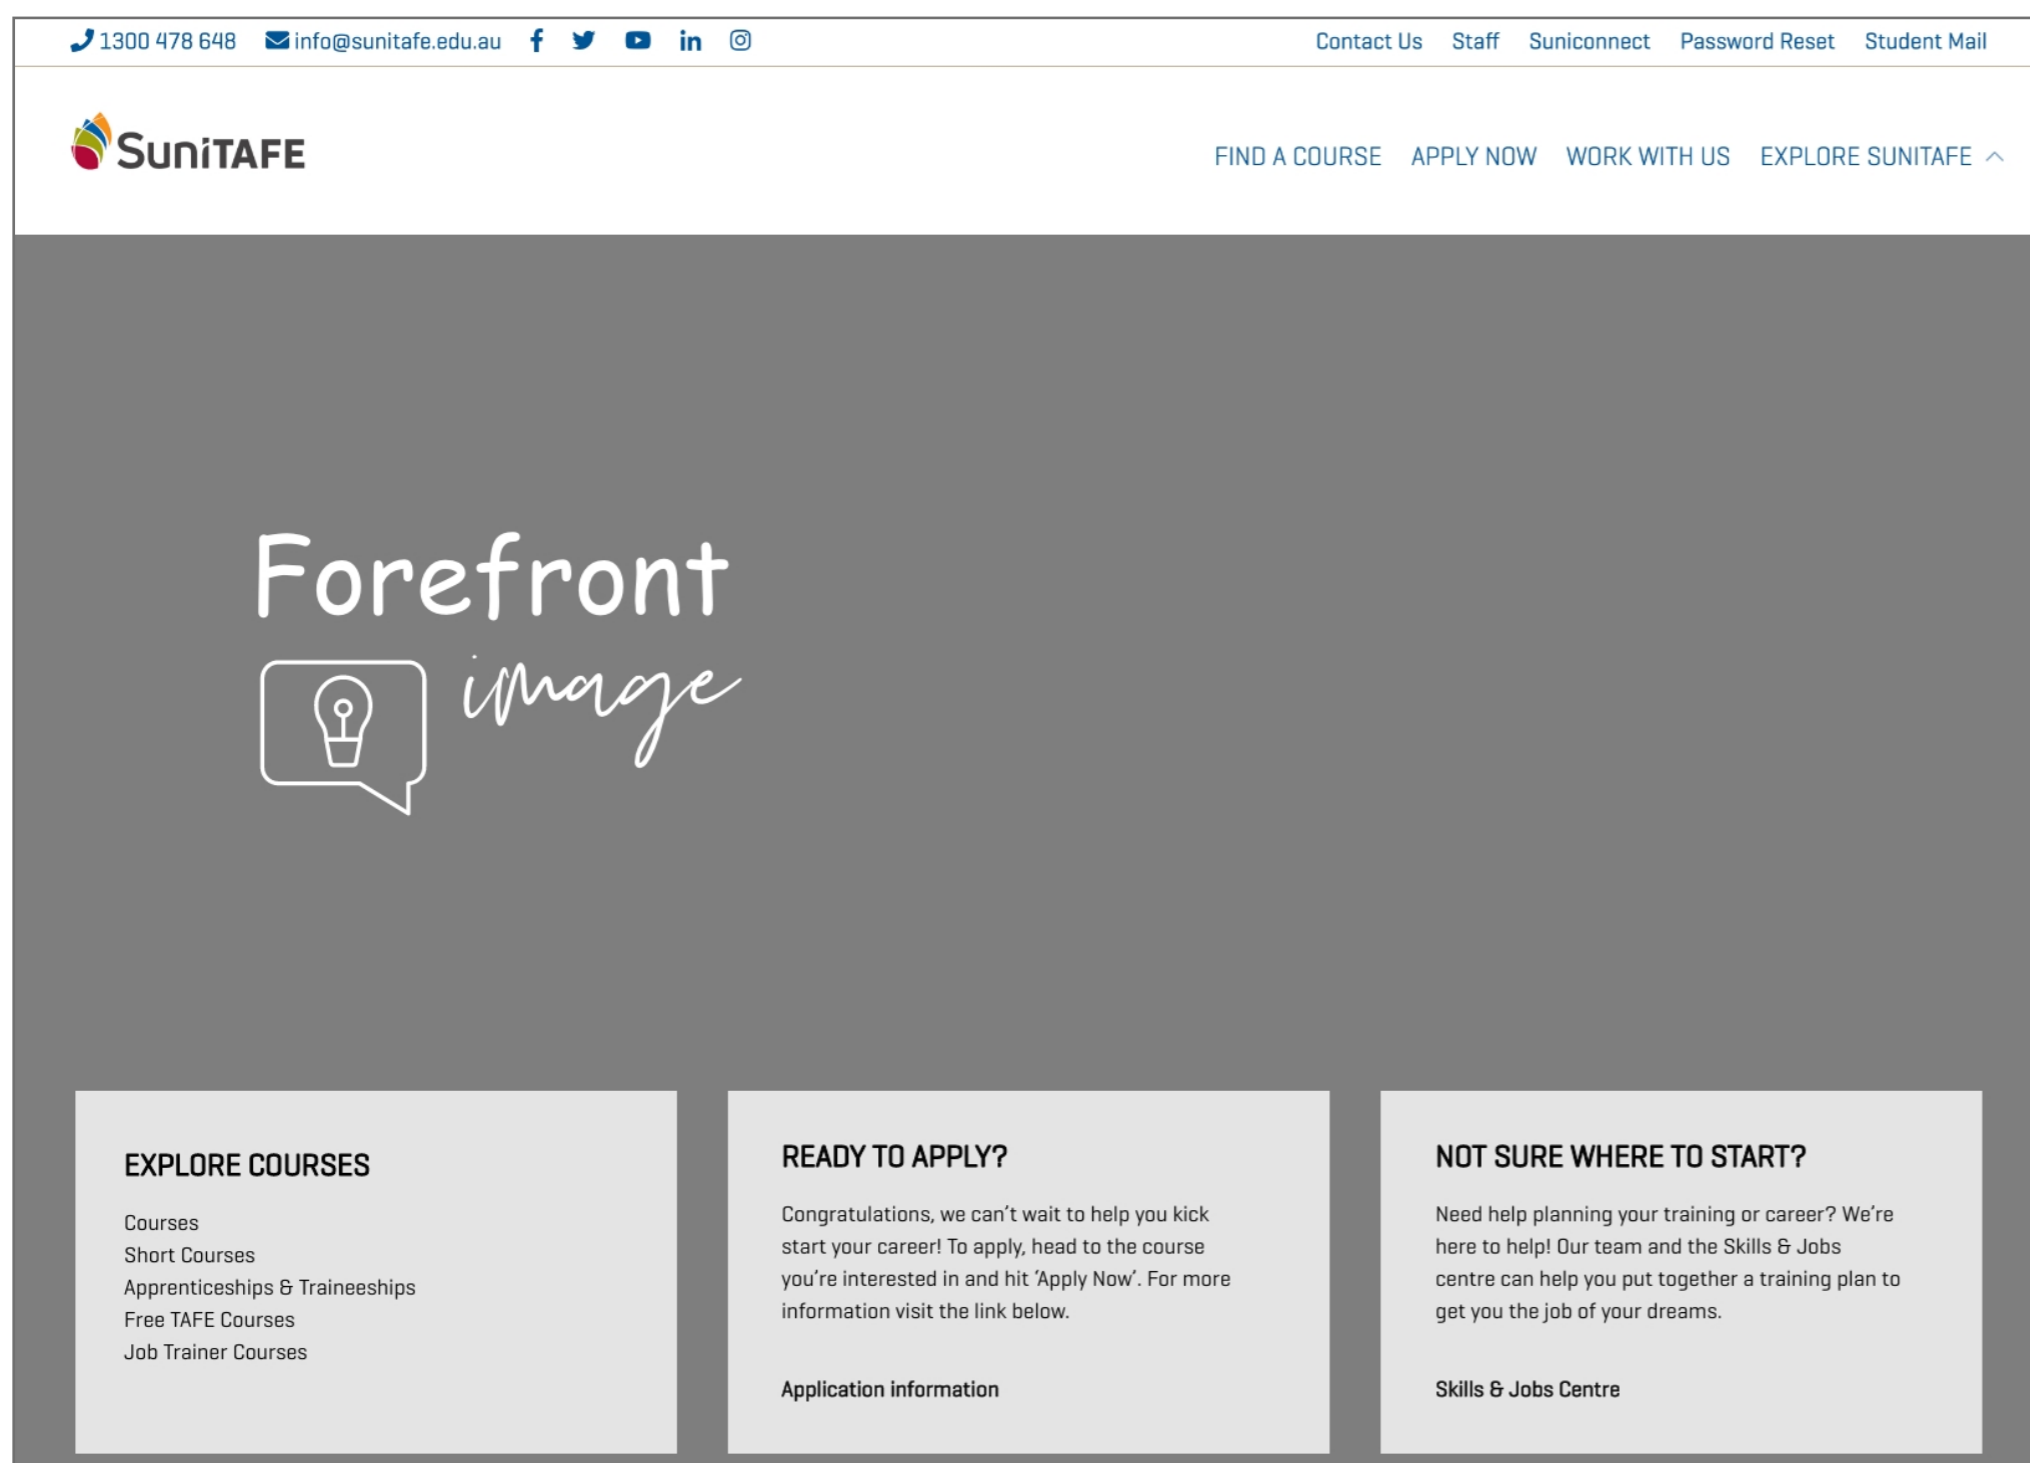 1300 478 648 info@sunitafe.edu.au
Contact Us Staff Suniconnect Password Reset Student Mail
SuniTAFE
FIND A COURSE APPLY NOW WORK WITH US EXPLORE SUNITAFE
Forefront
image
EXPLORE COURSES
Courses
Short Courses
Apprenticeships & Traineeships
Free TAFE Courses
Job Trainer Courses
READY TO APPLY?
Congratulations, we can’t wait to help you kick
start your career! To apply, head to the course
you’re interested in and hit ‘Apply Now’. For more
information visit the link below.
Application information
NOT SURE WHERE TO START?
Need help planning your training or career? We’re
here to help! Our team and the Skills & Jobs
centre can help you put together a training plan to
get you the job of your dreams.
Skills & Jobs Centre